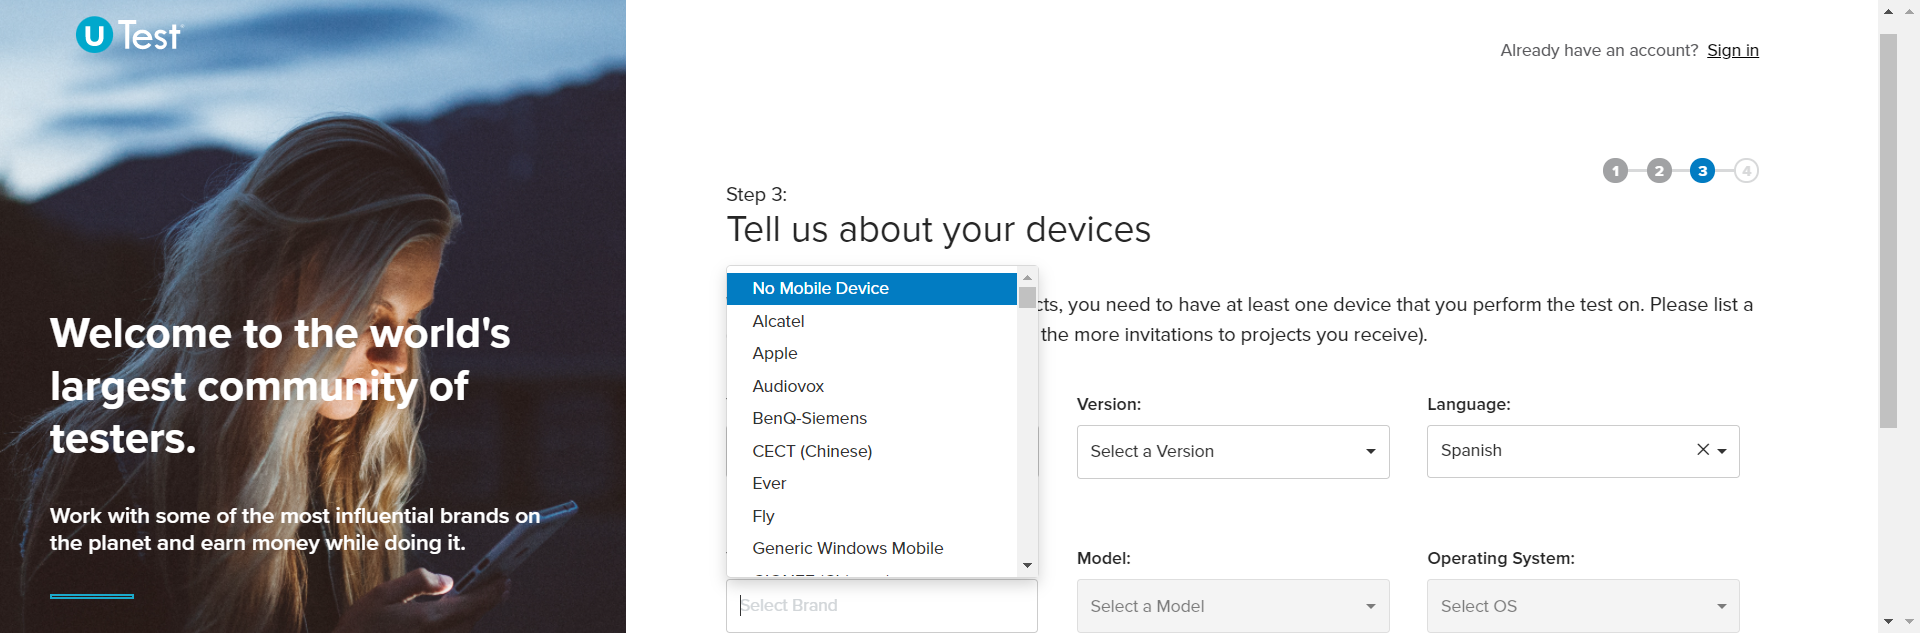 U Test
Welcome to the world's
largest community of
testers.
Work with some of the most influential brands on
the planet and earn money while doing it.
Already have an account? Sign in
1 2 3 4
Step 3:
Tell us about your devices
cts, you need to have at least one device that you perform the test on. Please list a
the more invitations to projects you receive).
No Mobile Device
Alcatel
Apple
Audiovox
BenQ-Siemens
CECT (Chinese)
Ever
Fly
Generic Windows Mobile
Select Brand
Version:
Select a Version
Language:
Spanish
Model:
Select a Model
Operating System:
Select OS